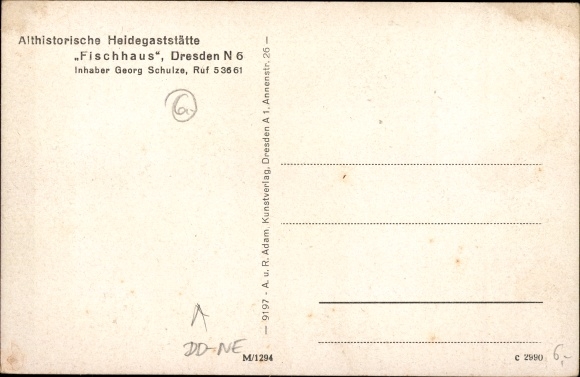 Althistorische Heidegaststätte
„Fischhaus“, Dresden N 6
Inhaber Georg Schulze, Ruf 53661
6,-
— 9197 - A. u. R. Adam, Kunstverlag, Dresden A 1, Annenstr. 26 —
DD-NE
M/1294
C 2990
6,-